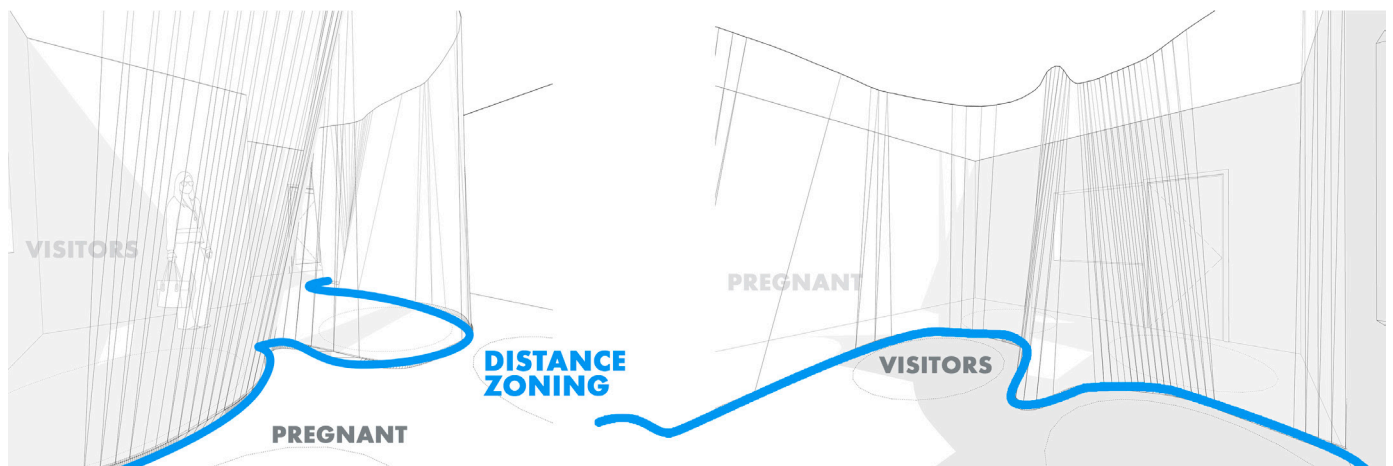 VISITORS
DISTANCE
ZONING
PREGNANT
PREGNANT
VISITORS